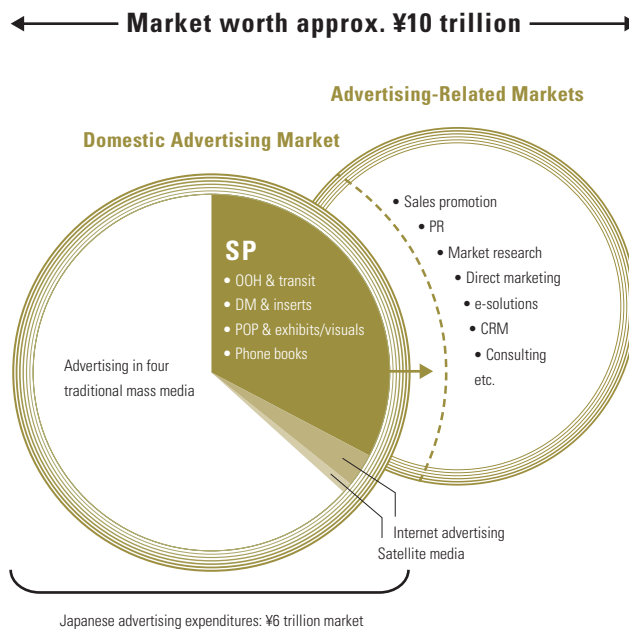 Market worth approx. ¥10 trillion
Advertising-Related Markets
Domestic Advertising Market
• Sales promotion
• PR
• Market research
• Direct marketing
• e-solutions
• CRM
• Consulting
etc.
SP
• OOH & transit
• DM & inserts
• POP & exhibits/visuals
• Phone books
Advertising in four
traditional mass media
Internet advertising
Satellite media
Japanese advertising expenditures: ¥6 trillion market